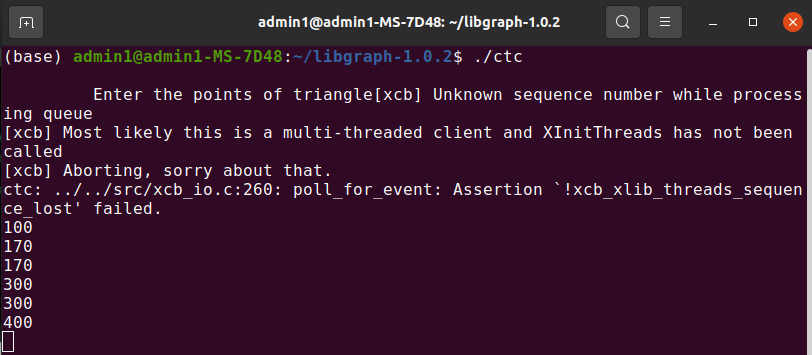 admin1@admin1-MS-7D48: ~/libgraph-1.0.2
(base) admin1@admin1-MS-7D48:~/libgraph-1.0.2$ ./ctc
Enter the points of triangle[xcb] Unknown sequence number while process
ing queue
[xcb] Most likely this is a multi-threaded client and XInitThreads has not been
called
[xcb] Aborting, sorry about that.
ctc: ../../src/xcb_io.c:260: poll_for_event: Assertion `!xcb_xlib_threads_sequen
ce_lost' failed.
100
170
170
300
300
400